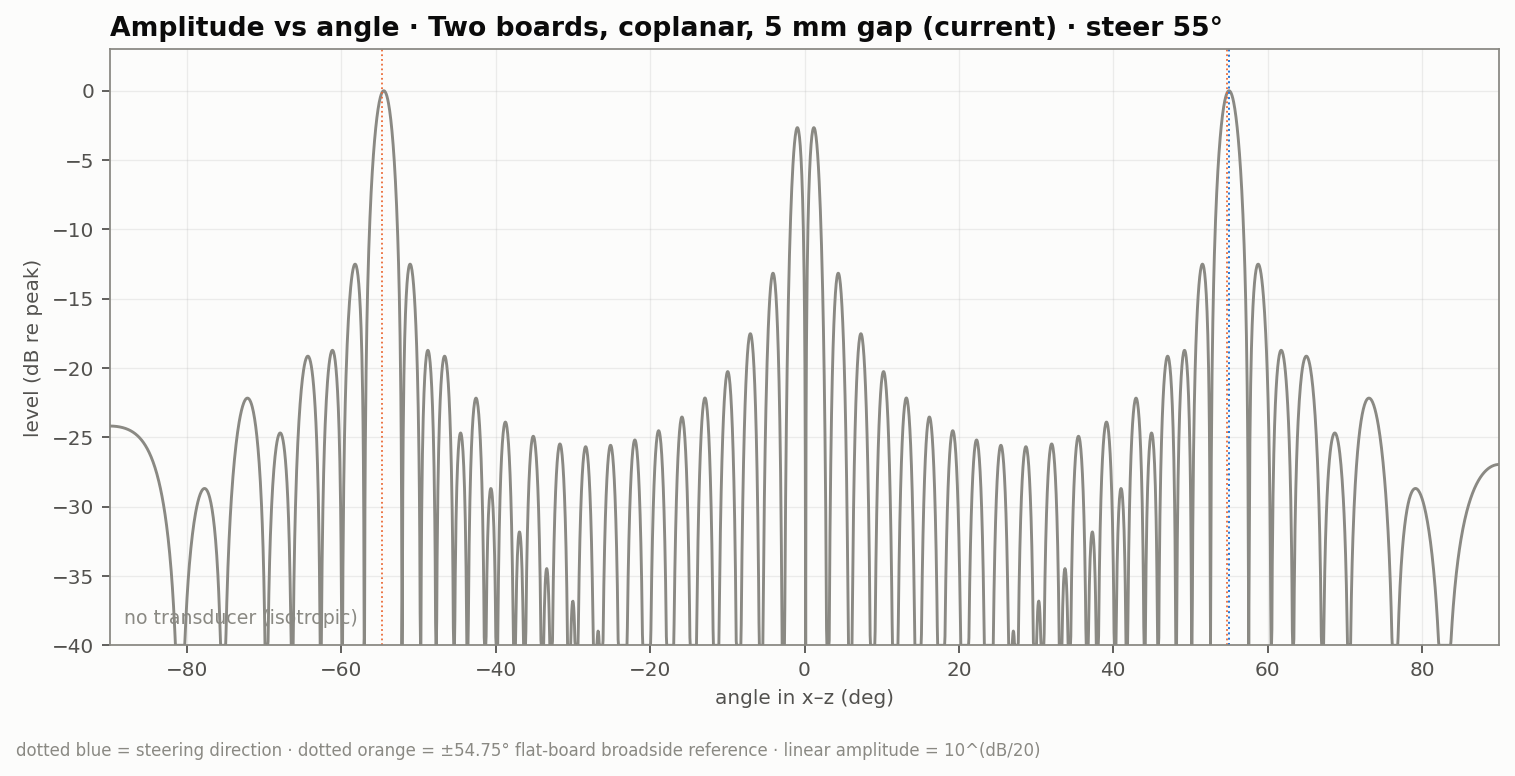 Amplitude vs angle · Two boards, coplanar, 5 mm gap (current) · steer 55°
level (dB re peak)
0
−5
−10
−15
−20
−25
−30
−35
−40
no transducer (isotropic)
−80 −60 −40 −20 0 20 40 60 80
angle in x–z (deg)
dotted blue = steering direction · dotted orange = ±54.75° flat-board broadside reference · linear amplitude = 10^(dB/20)